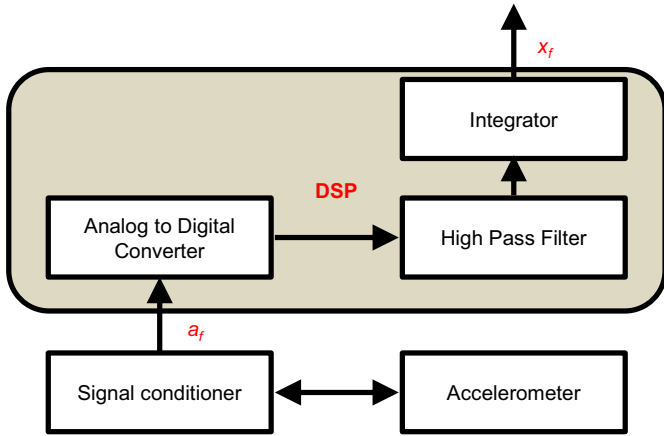 x_f
Integrator
DSP
Analog to Digital
Converter
High Pass Filter
a_f
Signal conditioner
Accelerometer